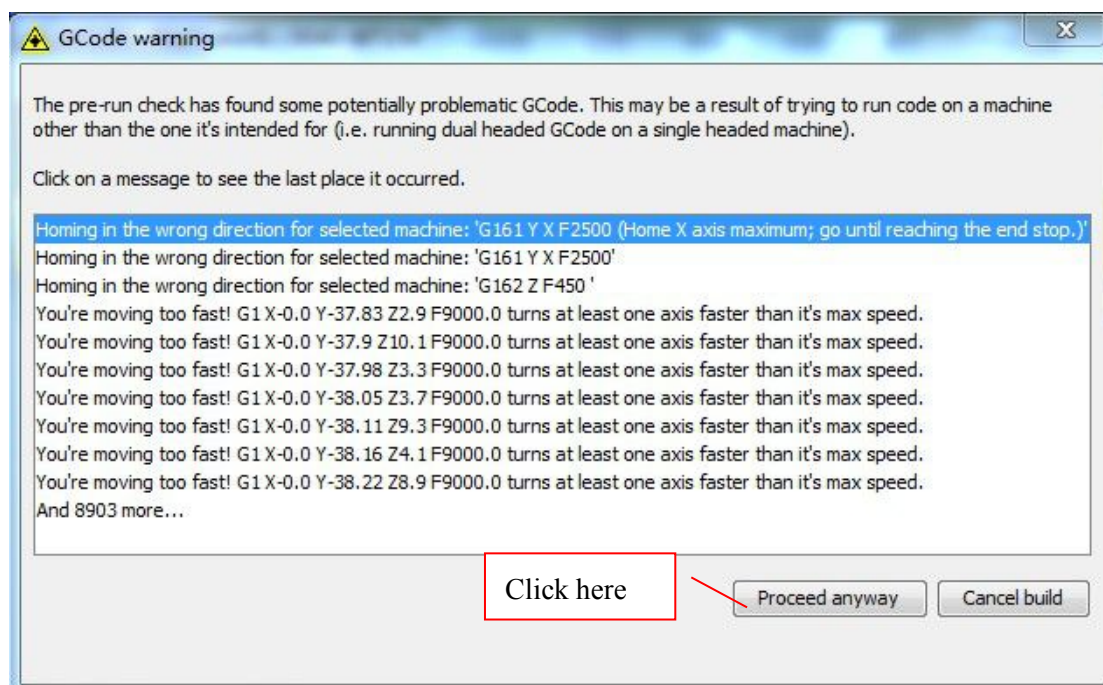 GCode warning
The pre-run check has found some potentially problematic GCode. This may be a result of trying to run code on a machine
other than the one it's intended for (i.e. running dual headed GCode on a single headed machine).
Click on a message to see the last place it occurred.
Homing in the wrong direction for selected machine: 'G161 Y X F2500 (Home X axis maximum; go until reaching the end stop.)'
Homing in the wrong direction for selected machine: 'G161 Y X F2500'
Homing in the wrong direction for selected machine: 'G162 Z F450 '
You're moving too fast! G1 X-0.0 Y-37.83 Z2.9 F9000.0 turns at least one axis faster than it's max speed.
You're moving too fast! G1 X-0.0 Y-37.9 Z10.1 F9000.0 turns at least one axis faster than it's max speed.
You're moving too fast! G1 X-0.0 Y-37.98 Z3.3 F9000.0 turns at least one axis faster than it's max speed.
You're moving too fast! G1 X-0.0 Y-38.05 Z3.7 F9000.0 turns at least one axis faster than it's max speed.
You're moving too fast! G1 X-0.0 Y-38.11 Z9.3 F9000.0 turns at least one axis faster than it's max speed.
You're moving too fast! G1 X-0.0 Y-38.16 Z4.1 F9000.0 turns at least one axis faster than it's max speed.
You're moving too fast! G1 X-0.0 Y-38.22 Z8.9 F9000.0 turns at least one axis faster than it's max speed.
And 8903 more...
Click here
Proceed anyway
Cancel build